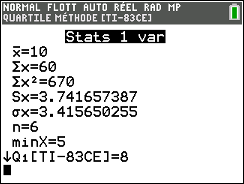 NORMAL FLOTT AUTO RÉEL RAD MP
QUARTILE MÉTHODE [TI-83CE]
Stats 1 var
x̄=10
Σx=60
Σx²=670
Sx=3.741657387
σx=3.415650255
n=6
minX=5
↓Q₁[TI-83CE]=8